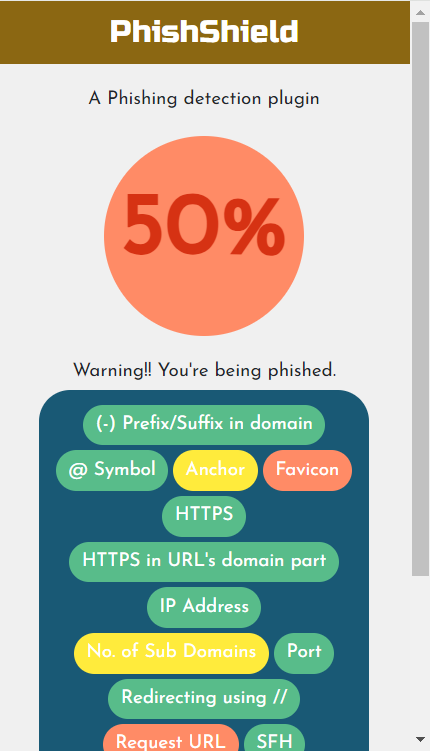 PhishShield
A Phishing detection plugin
50%
Warning!! You're being phished.
(-) Prefix/Suffix in domain
@ Symbol Anchor Favicon
HTTPS
HTTPS in URL's domain part
IP Address
No. of Sub Domains Port
Redirecting using //
Request URL SFH